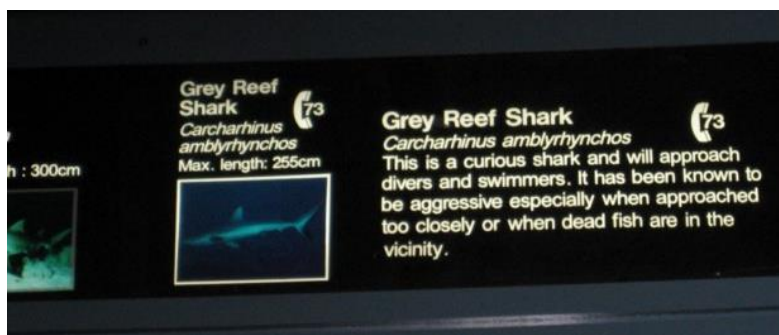 h : 300cm
Grey Reef
Shark 73
Carcharhinus
amblyrhynchos
Max. length: 255cm
Grey Reef Shark 73
Carcharhinus amblyrhynchos
This is a curious shark and will approach
divers and swimmers. It has been known to
be aggressive especially when approached
too closely or when dead fish are in the
vicinity.